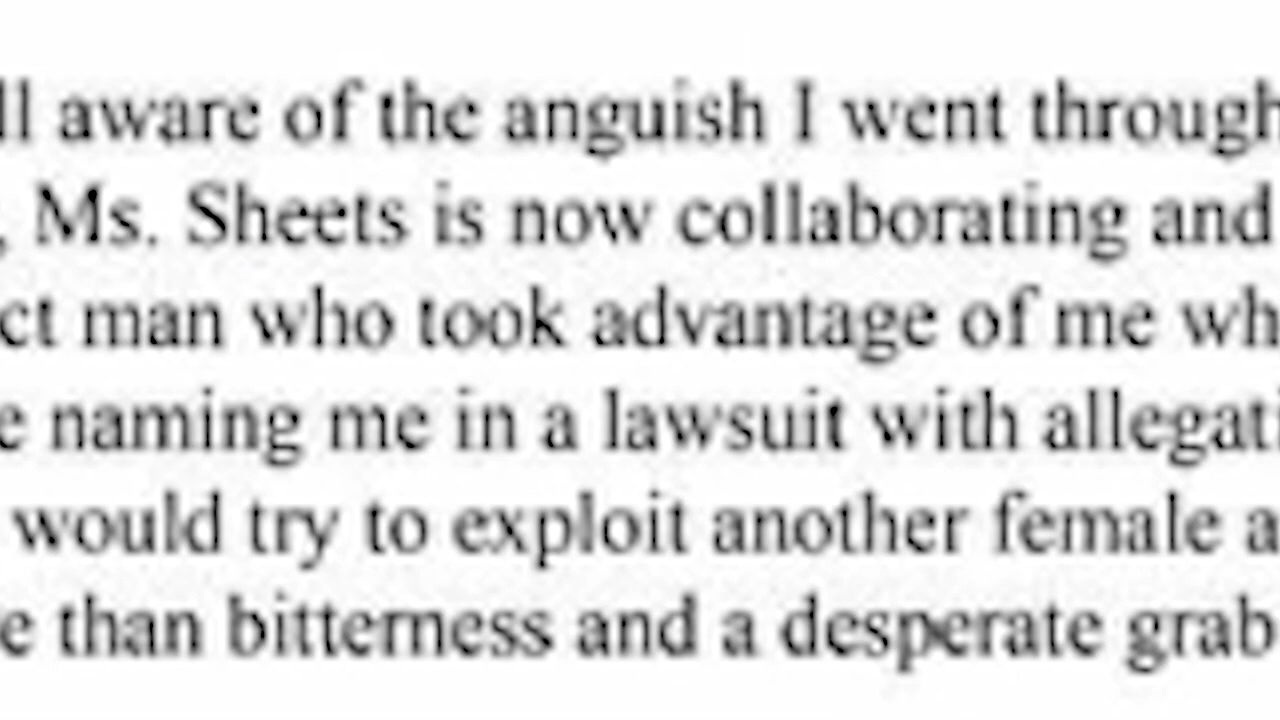 ll aware of the anguish I went through
, Ms. Sheets is now collaborating and
ct man who took advantage of me wh
e naming me in a lawsuit with allegati
would try to exploit another female a
e than bitterness and a desperate grab